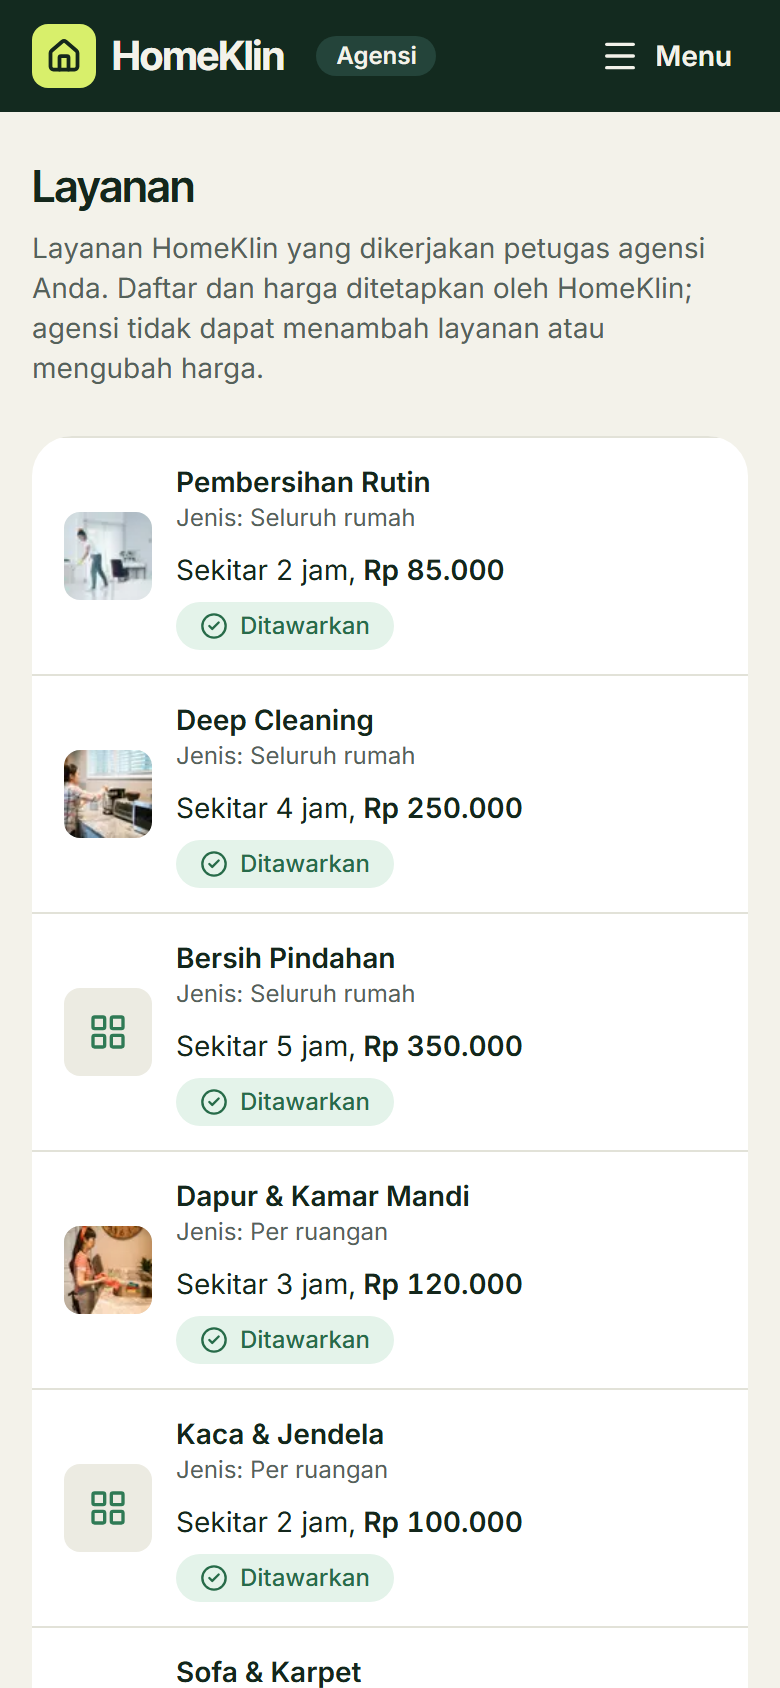 HomeKlin
Agensi
Menu
Layanan
Layanan HomeKlin yang dikerjakan petugas agensi
Anda. Daftar dan harga ditetapkan oleh HomeKlin;
agensi tidak dapat menambah layanan atau
mengubah harga.
Pembersihan Rutin
Jenis: Seluruh rumah
Sekitar 2 jam, Rp 85.000
Ditawarkan
Deep Cleaning
Jenis: Seluruh rumah
Sekitar 4 jam, Rp 250.000
Ditawarkan
Bersih Pindahan
Jenis: Seluruh rumah
Sekitar 5 jam, Rp 350.000
Ditawarkan
Dapur & Kamar Mandi
Jenis: Per ruangan
Sekitar 3 jam, Rp 120.000
Ditawarkan
Kaca & Jendela
Jenis: Per ruangan
Sekitar 2 jam, Rp 100.000
Ditawarkan
Sofa & Karpet